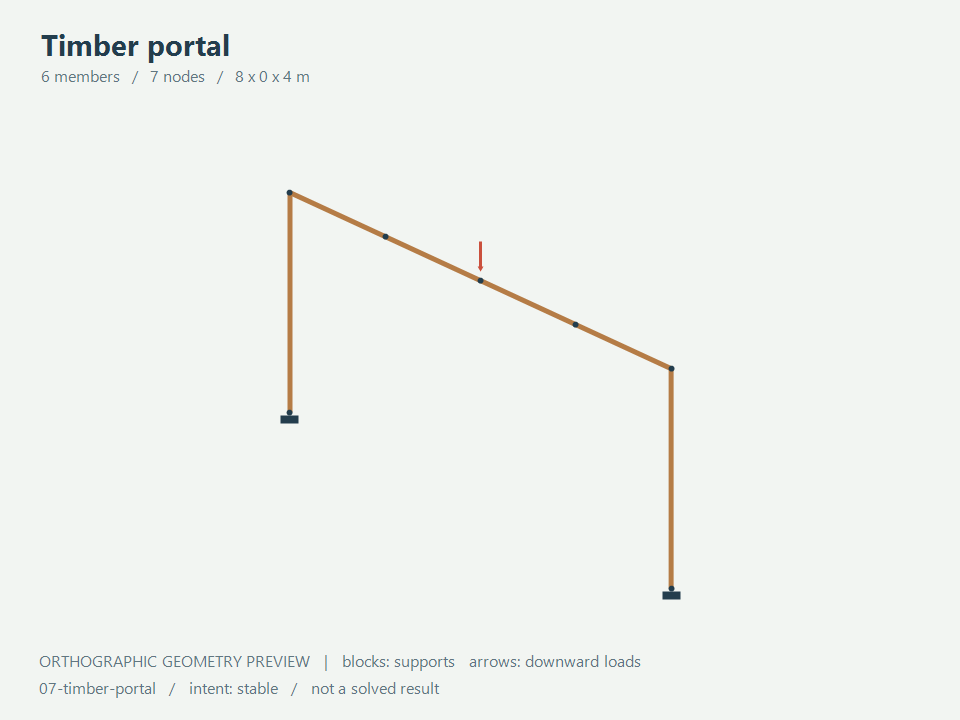 Timber portal
6 members / 7 nodes / 8 x 0 x 4 m
ORTHOGRAPHIC GEOMETRY PREVIEW | blocks: supports arrows: downward loads
07-timber-portal / intent: stable / not a solved result